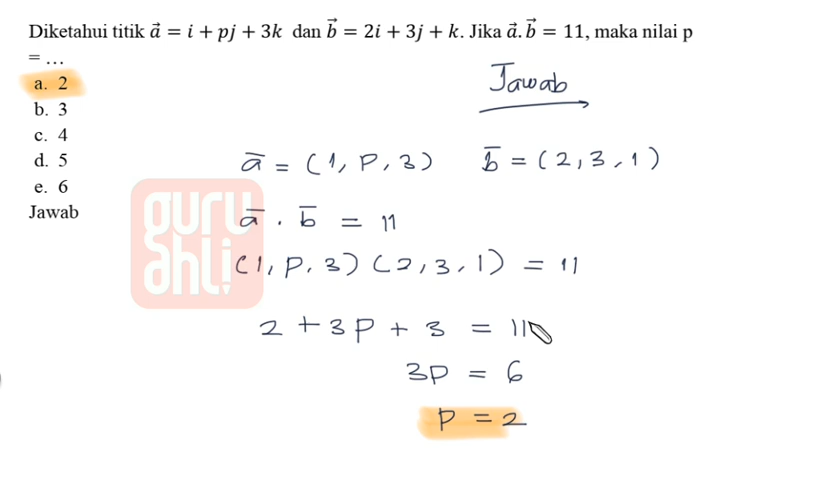 Diketahui titik a⃗ = i + pj + 3k dan b⃗ = 2i + 3j + k. Jika a⃗.b⃗ = 11, maka nilai p
= ...
a. 2
b. 3
c. 4
d. 5
e. 6
Jawab
Jawab
a̅ = (1, P, 3) b̅ = (2, 3, 1)
a̅ . b̅ = 11
(1, P, 3) (2, 3, 1) = 11
2 + 3P + 3 = 11
3P = 6
P = 2
guru
ahli